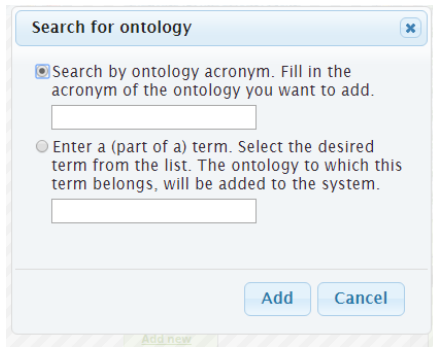 Search for ontology
Search by ontology acronym. Fill in the
acronym of the ontology you want to add.
Enter a (part of a) term. Select the desired
term from the list. The ontology to which this
term belongs, will be added to the system.
Add Cancel
Add new